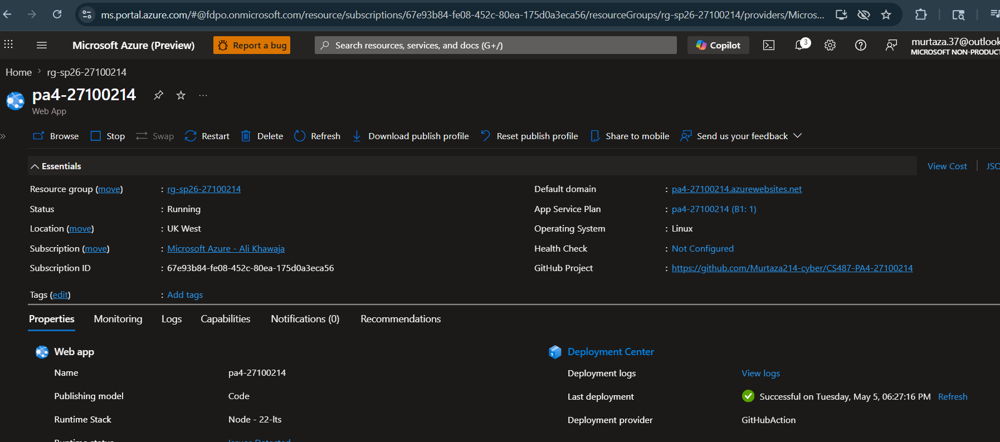 ms.portal.azure.com/#@fdpo.onmicrosoft.com/resource/subscriptions/67e93b84-fe08-452c-80ea-175d0a3eca56/resourceGroups/rg-sp26-27100214/providers/Micros...
Microsoft Azure (Preview)
Report a bug
Search resources, services, and docs (G+/)
Copilot
3
murtaza.37@outlook
MICROSOFT NON-PRODUCT
Home > rg-sp26-27100214
pa4-27100214
Web App
Browse Stop Swap Restart Delete Refresh Download publish profile Reset publish profile Share to mobile Send us your feedback
Essentials
View Cost | JSO
Resource group (move) : rg-sp26-27100214
Status : Running
Location (move) : UK West
Subscription (move) : Microsoft Azure - Ali Khawaja
Subscription ID : 67e93b84-fe08-452c-80ea-175d0a3eca56
Default domain : pa4-27100214.azurewebsites.net
App Service Plan : pa4-27100214 (B1: 1)
Operating System : Linux
Health Check : Not Configured
GitHub Project : https://github.com/Murtaza214-cyber/CS487-PA4-27100214
Tags (edit) : Add tags
Properties Monitoring Logs Capabilities Notifications (0) Recommendations
Web app
Name pa4-27100214
Publishing model Code
Runtime Stack Node - 22-lts
Runtime status Issues Detected
Deployment Center
Deployment logs View logs
Last deployment Successful on Tuesday, May 5, 06:27:16 PM Refresh
Deployment provider GitHubAction